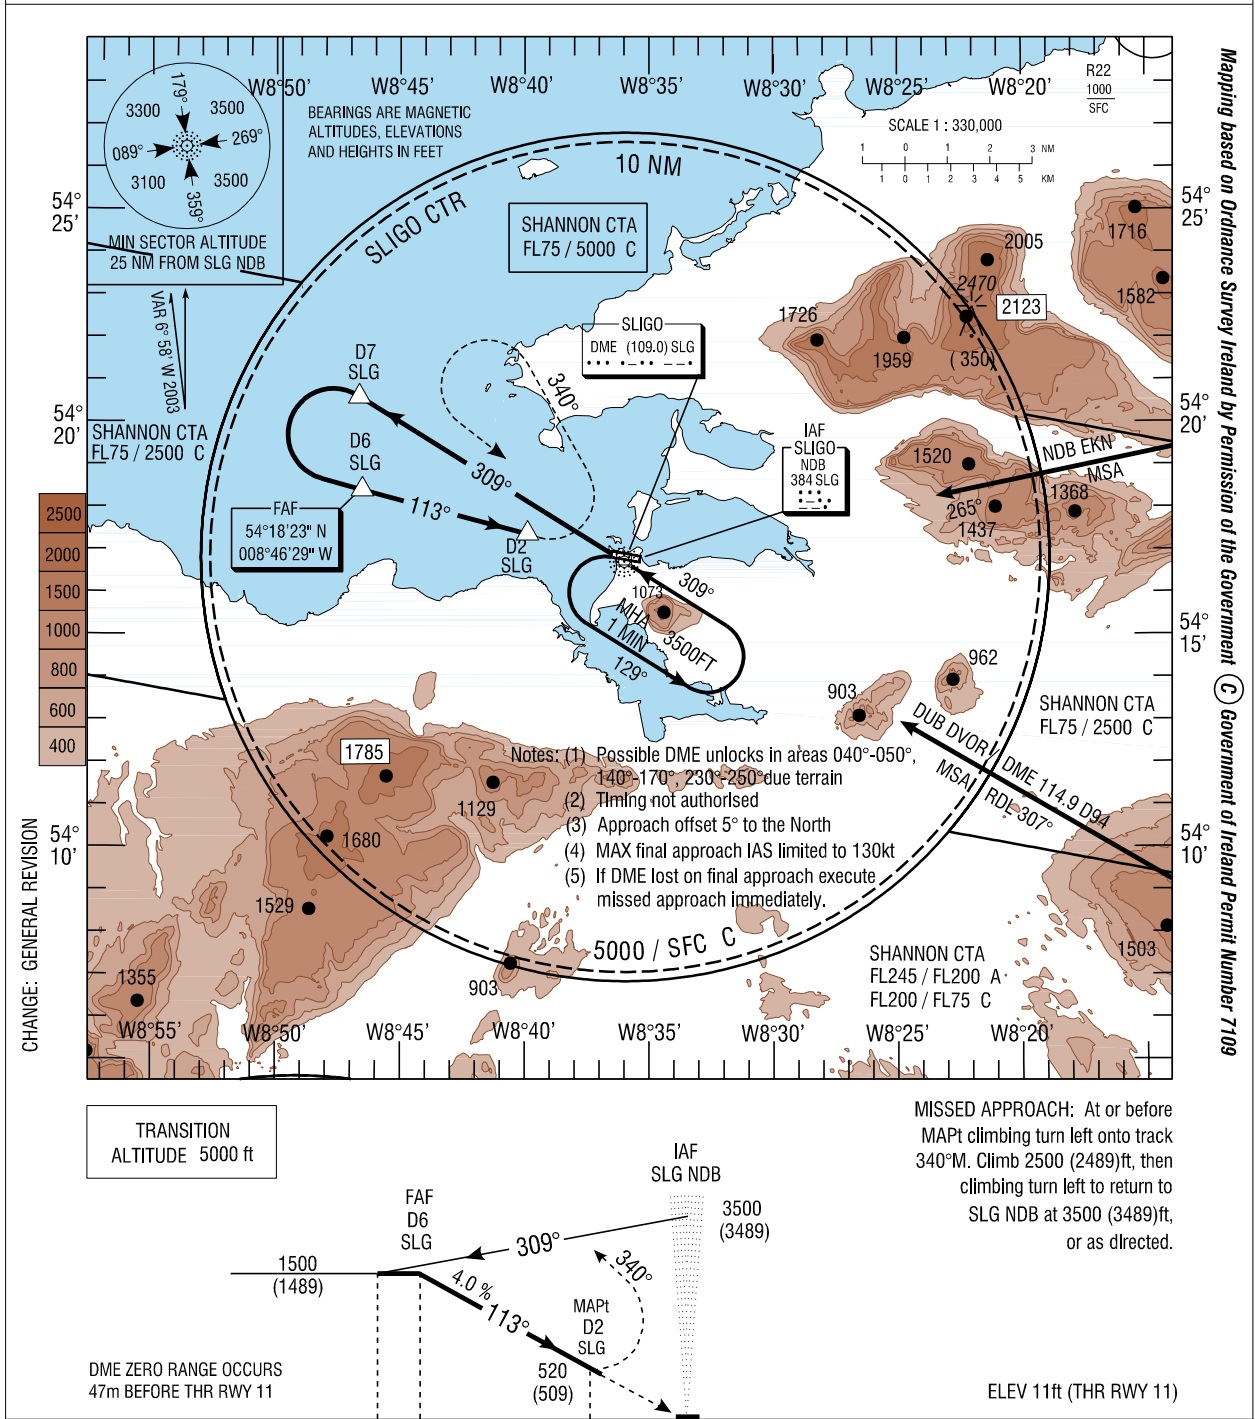 W8°50'
W8°45'
W8°40'
W8°35'
W8°30'
W8°25'
W8°20'
R22
1000
SFC
SCALE 1 : 330,000
1 0 1 2 3 NM
1 0 1 2 3 4 5 KM
BEARINGS ARE MAGNETIC
ALTITUDES, ELEVATIONS
AND HEIGHTS IN FEET
179°
3300
3500
269°
089°
3100
3500
359°
MIN SECTOR ALTITUDE
25 NM FROM SLG NDB
VAR 6° 58' W 2003
54°
25'
54°
25'
10 NM
SLIGO CTR
SHANNON CTA
FL75 / 5000 C
2005
2470
2123
1716
1582
1726
1959
(350)
SLIGO
DME (109.0) SLG
D7
SLG
340°
54°
20'
54°
20'
SHANNON CTA
FL75 / 2500 C
D6
SLG
309°
113°
IAF
SLIGO
NDB
384 SLG
NDB EKN
MSA
265°
1520
1437
1368
FAF
54°18'23" N
008°46'29" W
D2
SLG
2500
2000
1500
1000
800
600
400
1073
309°
MHA 3500FT
1 MIN
129°
54°
15'
962
903
SHANNON CTA
FL75 / 2500 C
DUB DVOR / DME 114.9 D94
MSA RDL 307°
1785
1129
1680
1529
1355
903
1503
54°
10'
54°
10'
Notes: (1) Possible DME unlocks in areas 040°-050°,
140°-170°, 230°-250° due terrain
(2) Timing not authorised
(3) Approach offset 5° to the North
(4) MAX final approach IAS limited to 130kt
(5) If DME lost on final approach execute
missed approach immediately.
5000 / SFC C
SHANNON CTA
FL245 / FL200 A
FL200 / FL75 C
W8°55'
W8°50'
W8°45'
W8°40'
W8°35'
W8°30'
W8°25'
W8°20'
CHANGE: GENERAL REVISION
Mapping based on Ordnance Survey Ireland by Permission of the Government © Government of Ireland Permit Number 7109
TRANSITION
ALTITUDE 5000 ft
MISSED APPROACH: At or before
MAPt climbing turn left onto track
340°M. Climb 2500 (2489)ft, then
climbing turn left to return to
SLG NDB at 3500 (3489)ft,
or as directed.
IAF
SLG NDB
FAF
D6
SLG
3500
(3489)
309°
340°
1500
(1489)
4.0 %
113°
MAPt
D2
SLG
520
(509)
DME ZERO RANGE OCCURS
47m BEFORE THR RWY 11
ELEV 11ft (THR RWY 11)